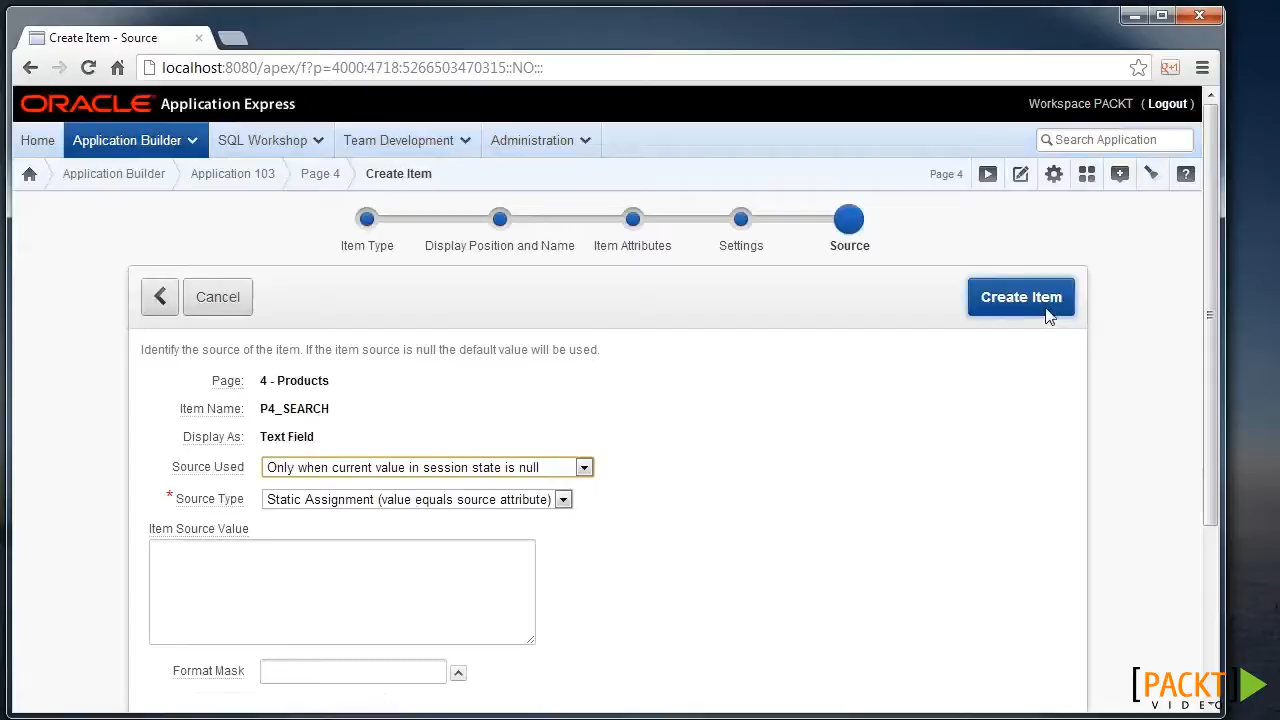 Create Item - Source
localhost:8080/apex/f?p=4000:4718:5266503470315::NO:::
ORACLE Application Express
Workspace PACKT ( Logout )
Home Application Builder SQL Workshop Team Development Administration Search Application
Application Builder Application 103 Page 4 Create Item Page 4
Item Type Display Position and Name Item Attributes Settings Source
Cancel Create Item
Identify the source of the item. If the item source is null the default value will be used.
Page: 4 - Products
Item Name: P4_SEARCH
Display As: Text Field
Source Used Only when current value in session state is null
* Source Type Static Assignment (value equals source attribute)
Item Source Value
Format Mask
[PACKT]
VIDEO